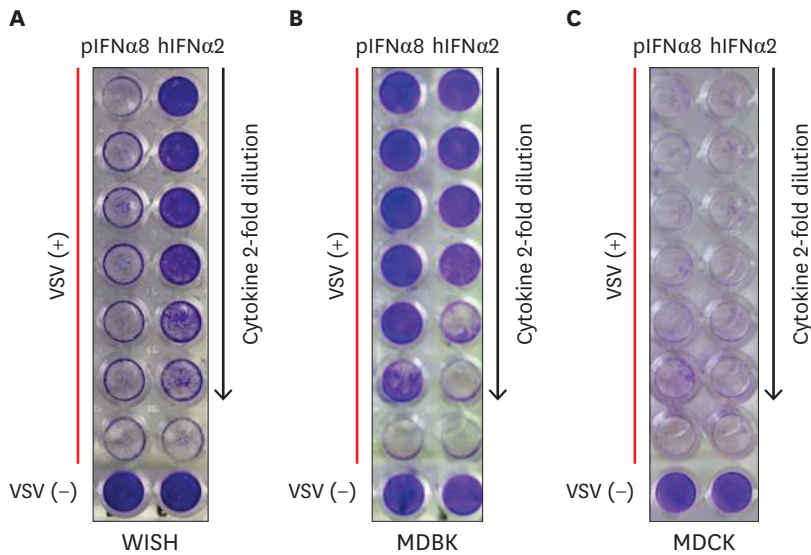 A
pIFNα8 hIFNα2
VSV (+)
Cytokine 2-fold dilution
VSV (−)
WISH
B
pIFNα8 hIFNα2
VSV (+)
Cytokine 2-fold dilution
VSV (−)
MDBK
C
pIFNα8 hIFNα2
VSV (+)
Cytokine 2-fold dilution
VSV (−)
MDCK